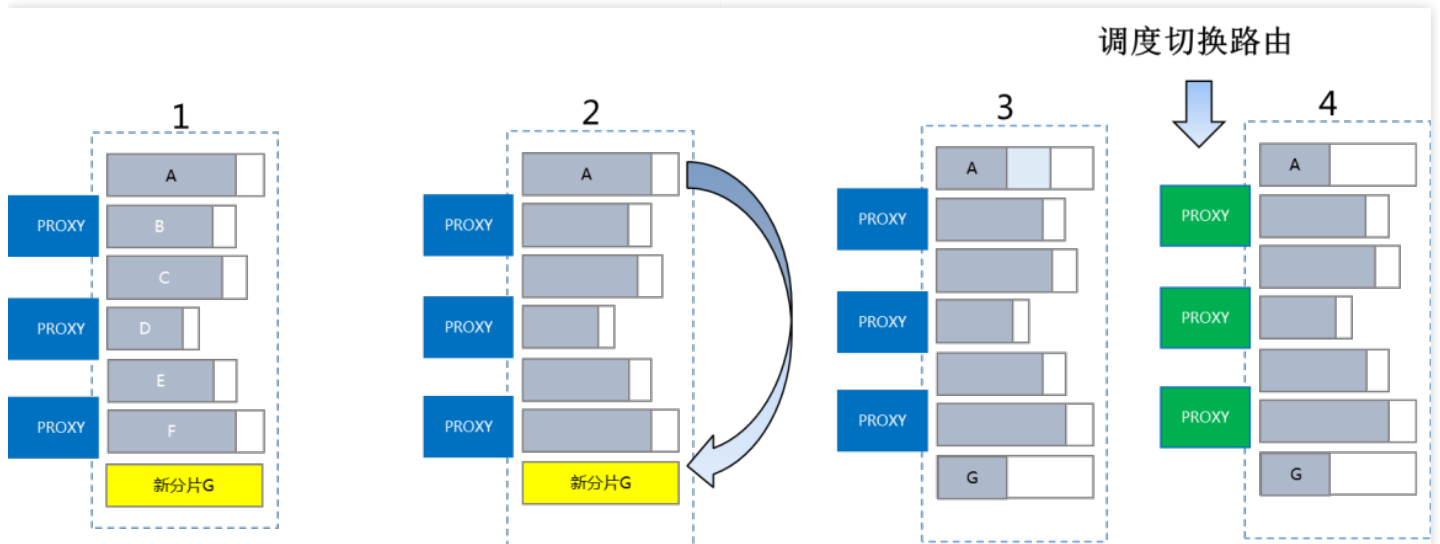 调度切换路由
1
A
PROXY
B
C
PROXY
D
E
PROXY
F
新分片G
2
A
PROXY
PROXY
PROXY
新分片G
3
A
PROXY
PROXY
PROXY
G
4
A
PROXY
PROXY
PROXY
G